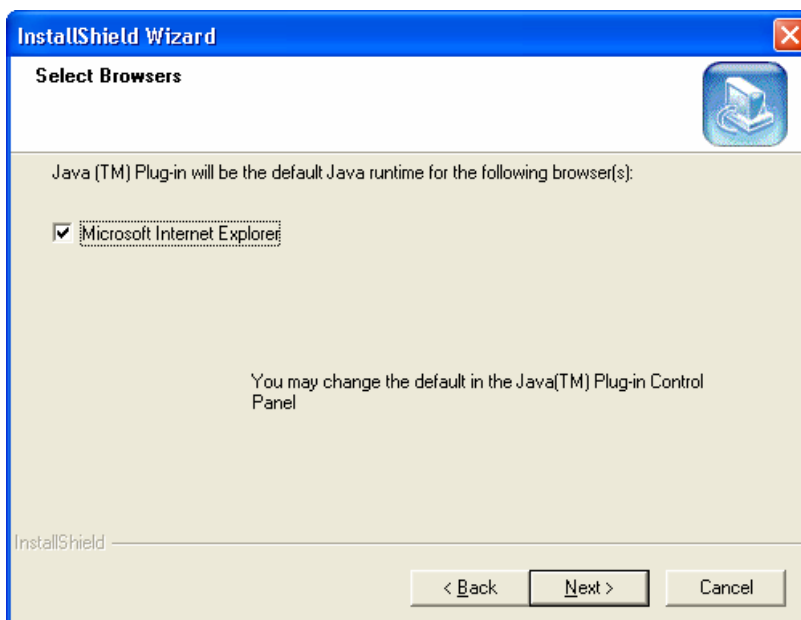 InstallShield Wizard
Select Browsers
Java (TM) Plug-in will be the default Java runtime for the following browser(s):
Microsoft Internet Explorer
You may change the default in the Java(TM) Plug-in Control
Panel
InstallShield
< Back Next > Cancel